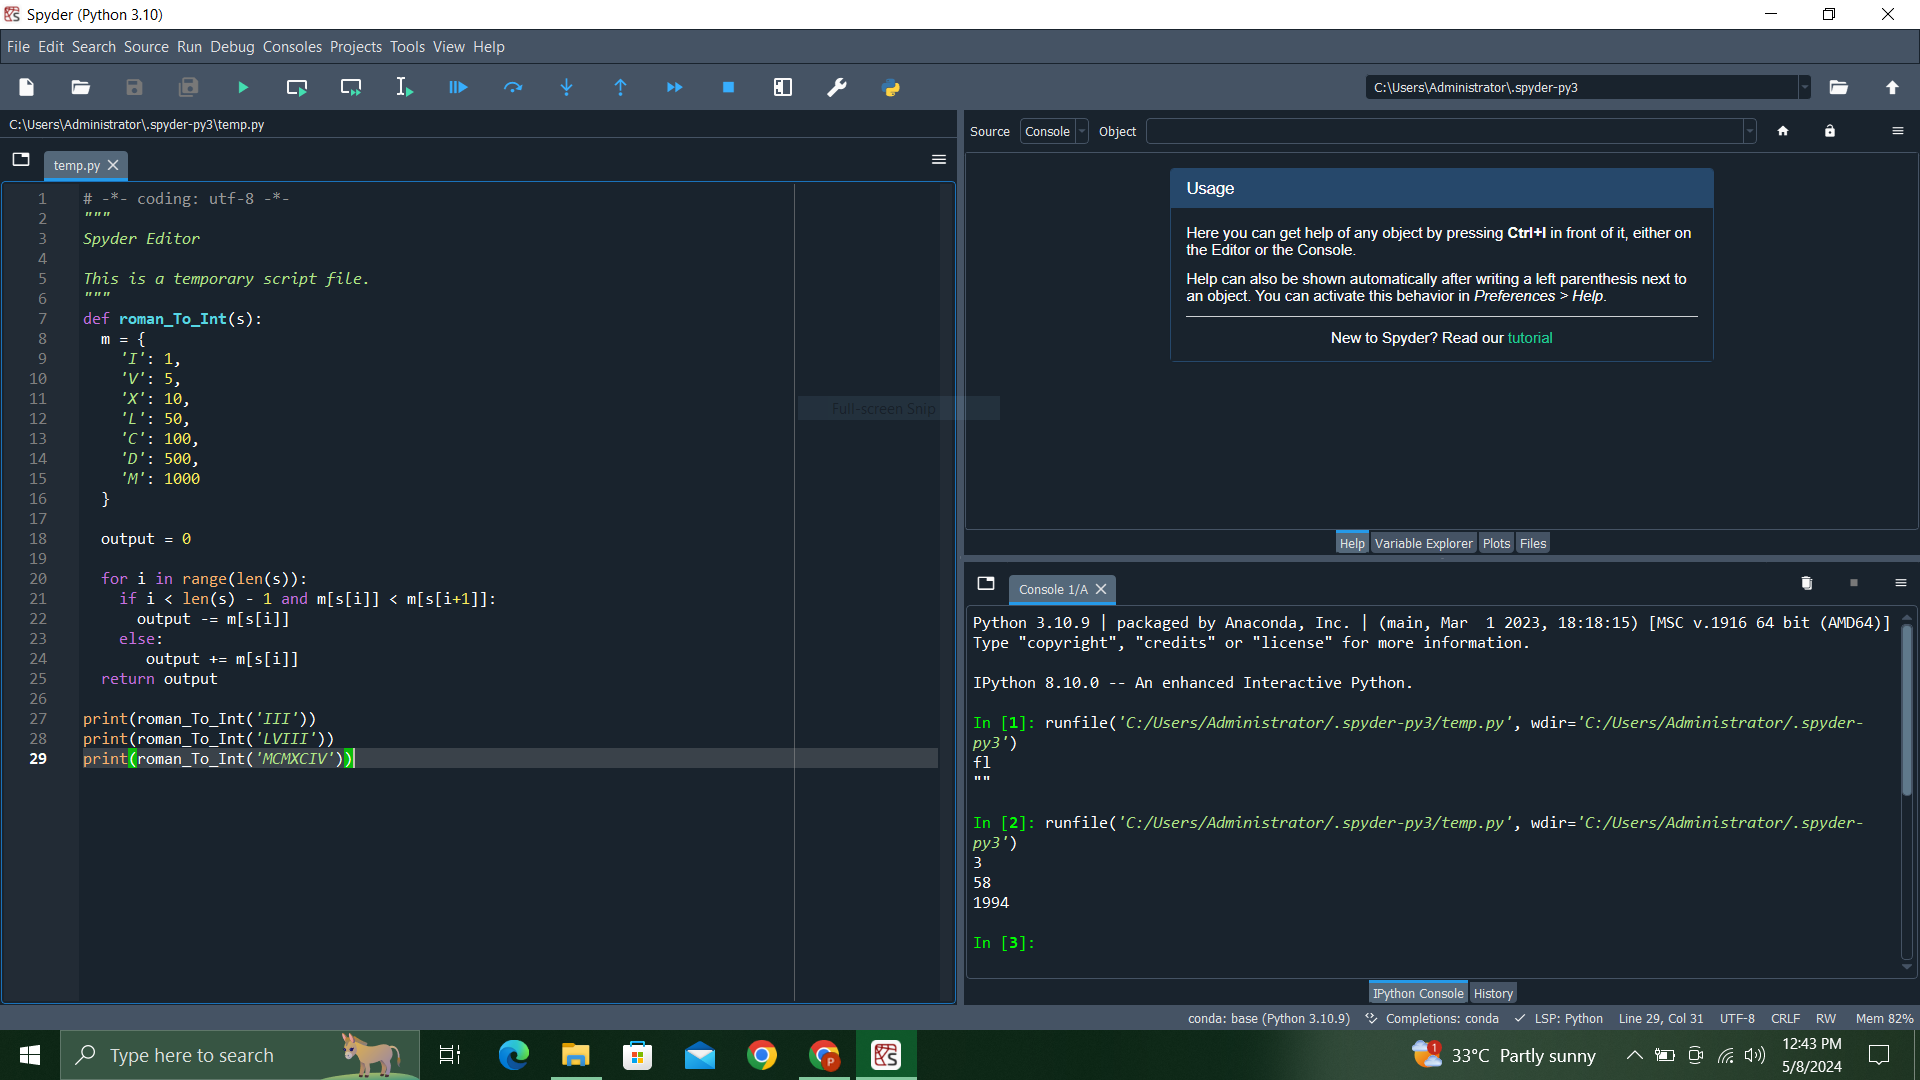 Spyder (Python 3.10)
File Edit Search Source Run Debug Consoles Projects Tools View Help
C:\Users\Administrator\.spyder-py3
C:\Users\Administrator\.spyder-py3\temp.py
temp.py
1 # -*- coding: utf-8 -*-
2 """
3 Spyder Editor
4
5 This is a temporary script file.
6 """
7 def roman_To_Int(s):
8   m = {
9     'I': 1,
10     'V': 5,
11     'X': 10,
12     'L': 50,
13     'C': 100,
14     'D': 500,
15     'M': 1000
16   }
17
18   output = 0
19
20   for i in range(len(s)):
21     if i < len(s) - 1 and m[s[i]] < m[s[i+1]]:
22       output -= m[s[i]]
23     else:
24        output += m[s[i]]
25   return output
26
27 print(roman_To_Int('III'))
28 print(roman_To_Int('LVIII'))
29 print(roman_To_Int('MCMXCIV'))
Full-screen Snip
Source Console Object
Usage
Here you can get help of any object by pressing Ctrl+I in front of it, either on
the Editor or the Console.
Help can also be shown automatically after writing a left parenthesis next to
an object. You can activate this behavior in Preferences > Help.
New to Spyder? Read our tutorial
Help Variable Explorer Plots Files
Console 1/A
Python 3.10.9 | packaged by Anaconda, Inc. | (main, Mar  1 2023, 18:18:15) [MSC v.1916 64 bit (AMD64)]
Type "copyright", "credits" or "license" for more information.
IPython 8.10.0 -- An enhanced Interactive Python.
In [1]: runfile('C:/Users/Administrator/.spyder-py3/temp.py', wdir='C:/Users/Administrator/.spyder-
py3')
fl
""
In [2]: runfile('C:/Users/Administrator/.spyder-py3/temp.py', wdir='C:/Users/Administrator/.spyder-
py3')
3
58
1994
In [3]:
IPython Console History
conda: base (Python 3.10.9) Completions: conda LSP: Python Line 29, Col 31 UTF-8 CRLF RW Mem 82%
Type here to search
P
1
33°C Partly sunny
12:43 PM
5/8/2024